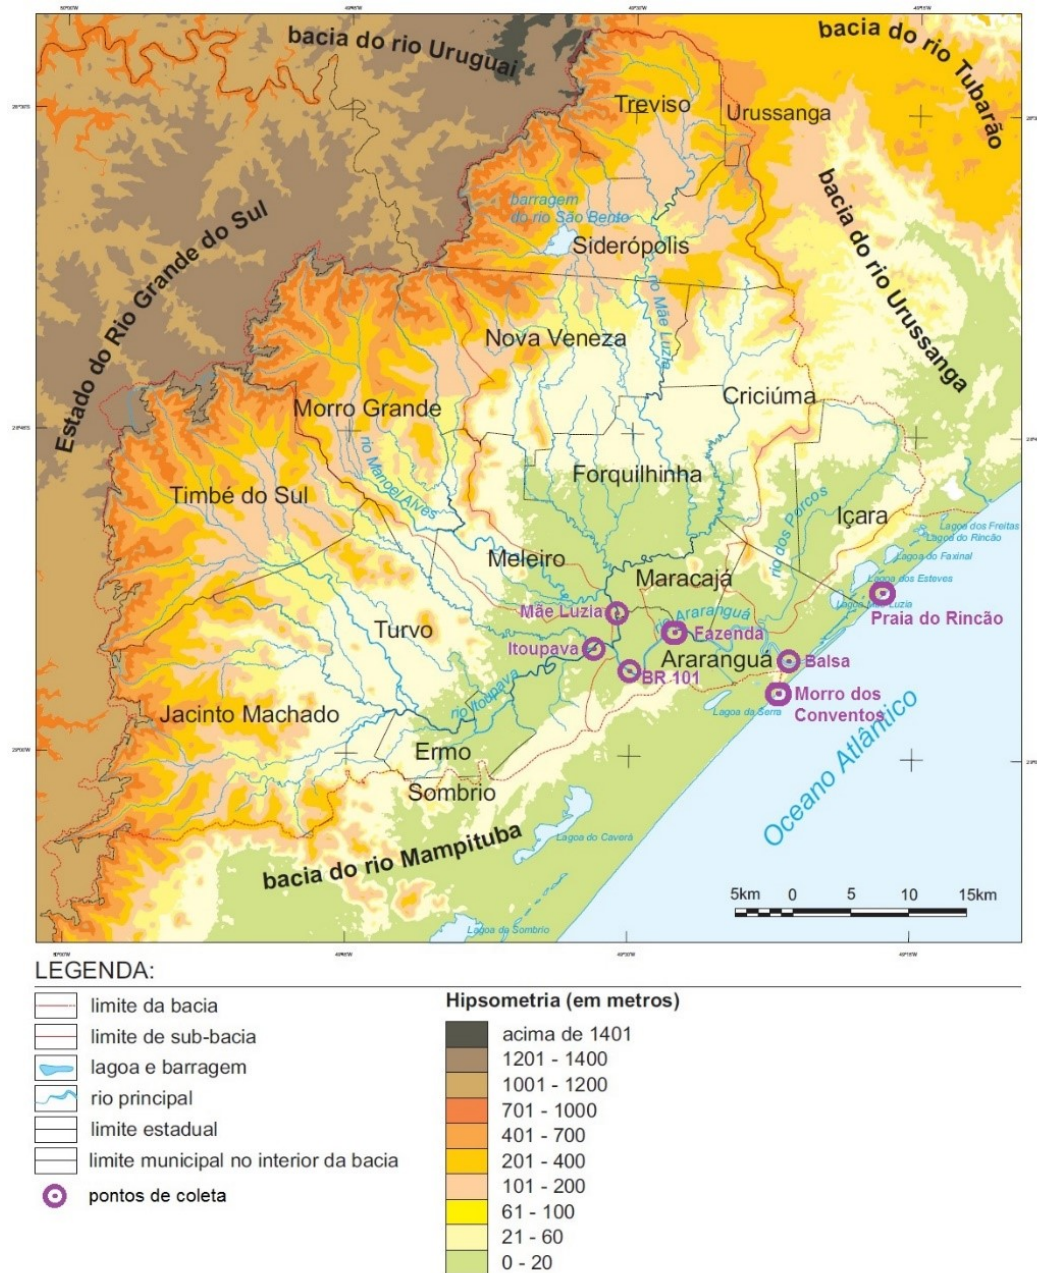 bacia do rio Uruguai
bacia do rio Tubarão
Treviso
Urussanga
barragem
do rio São Bento
Siderópolis
bacia do rio Urussanga
Estado do Rio Grande do Sul
rio Mãe Luzia
Nova Veneza
Morro Grande
Criciúma
rio Manoel Alves
Forquilhinha
Timbé do Sul
rio dos Porcos
Içara
Lagoa dos Freitas
Lagoa do Rincão
Lagoa do Faxinal
Lagoa dos Esteves
Lagoa Mãe Luzia
Meleiro
Maracajá
Mãe Luzia
Praia do Rincão
Araranguá
Fazenda
Turvo
Itoupava
Araranguá
Balsa
BR 101
rio Itoupava
Morro dos
Conventos
Lagoa da Serra
Jacinto Machado
Ermo
Sombrio
Oceano Atlântico
Lagoa do Caverá
bacia do rio Mampituba
Lagoa da Sombrio
5km 0 5 10 15km
LEGENDA:
limite da bacia
limite de sub-bacia
lagoa e barragem
rio principal
limite estadual
limite municipal no interior da bacia
pontos de coleta
Hipsometria (em metros)
acima de 1401
1201 - 1400
1001 - 1200
701 - 1000
401 - 700
201 - 400
101 - 200
61 - 100
21 - 60
0 - 20